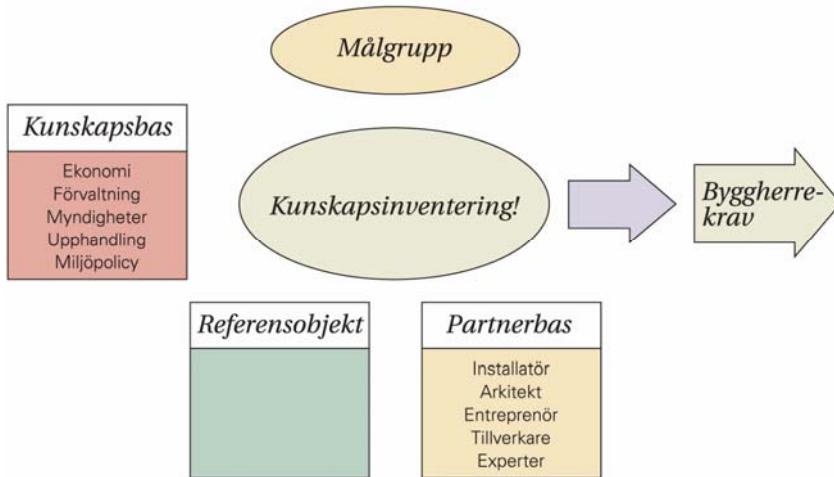 Målgrupp
Kunskapsbas
Ekonomi
Förvaltning
Myndigheter
Upphandling
Miljöpolicy
Kunskapsinventering!
Byggherre-
krav
Referensobjekt
Partnerbas
Installatör
Arkitekt
Entreprenör
Tillverkare
Experter